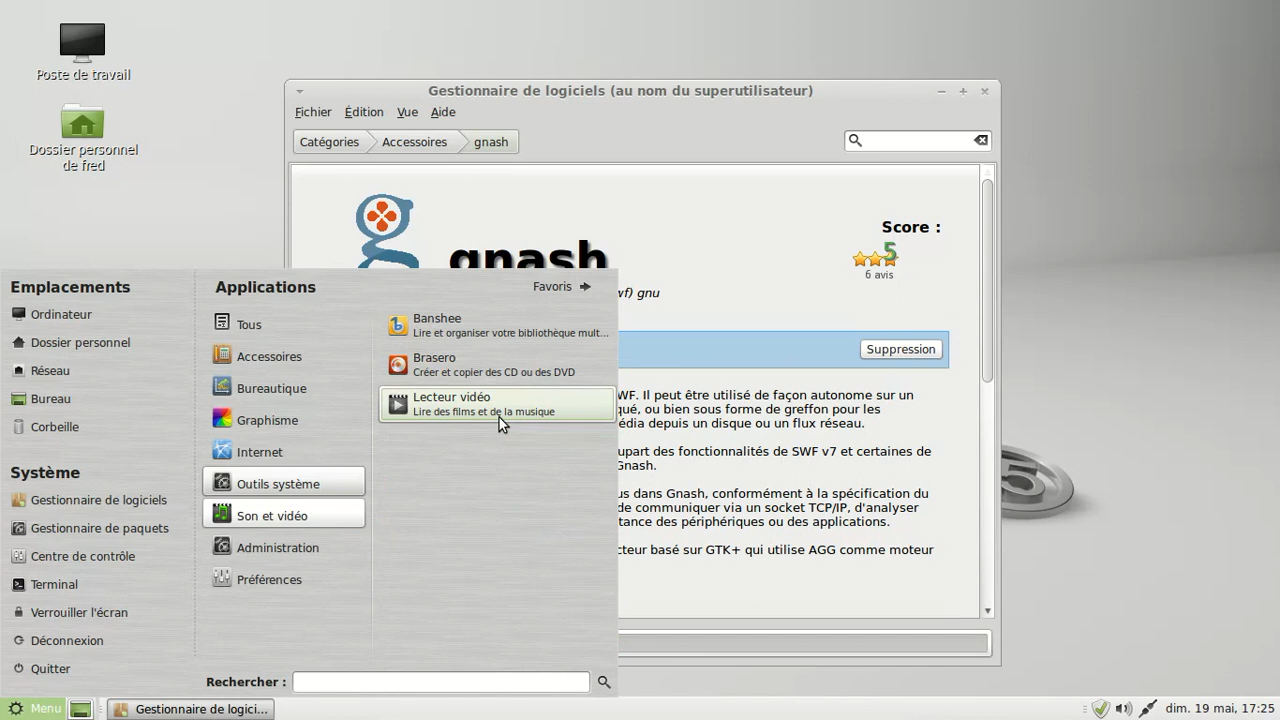 Poste de travail
Dossier personnel
de fred
Gestionnaire de logiciels (au nom du superutilisateur)
Fichier Édition Vue Aide
Catégories Accessoires gnash
gnash
Score :
5
6 avis
wf) gnu
Suppression
WF. Il peut être utilisé de façon autonome sur un
qué, ou bien sous forme de greffon pour les
édia depuis un disque ou un flux réseau.
upart des fonctionnalités de SWF v7 et certaines de
Gnash.
us dans Gnash, conformément à la spécification du
de communiquer via un socket TCP/IP, d'analyser
tance des périphériques ou des applications.
cteur basé sur GTK+ qui utilise AGG comme moteur
Emplacements
Ordinateur
Dossier personnel
Réseau
Bureau
Corbeille
Système
Gestionnaire de logiciels
Gestionnaire de paquets
Centre de contrôle
Terminal
Verrouiller l'écran
Déconnexion
Quitter
Applications
Favoris
Tous
Accessoires
Bureautique
Graphisme
Internet
Outils système
Son et vidéo
Administration
Préférences
Banshee
Lire et organiser votre bibliothèque mult...
Brasero
Créer et copier des CD ou des DVD
Lecteur vidéo
Lire des films et de la musique
Rechercher :
Menu
Gestionnaire de logici...
dim. 19 mai, 17:25